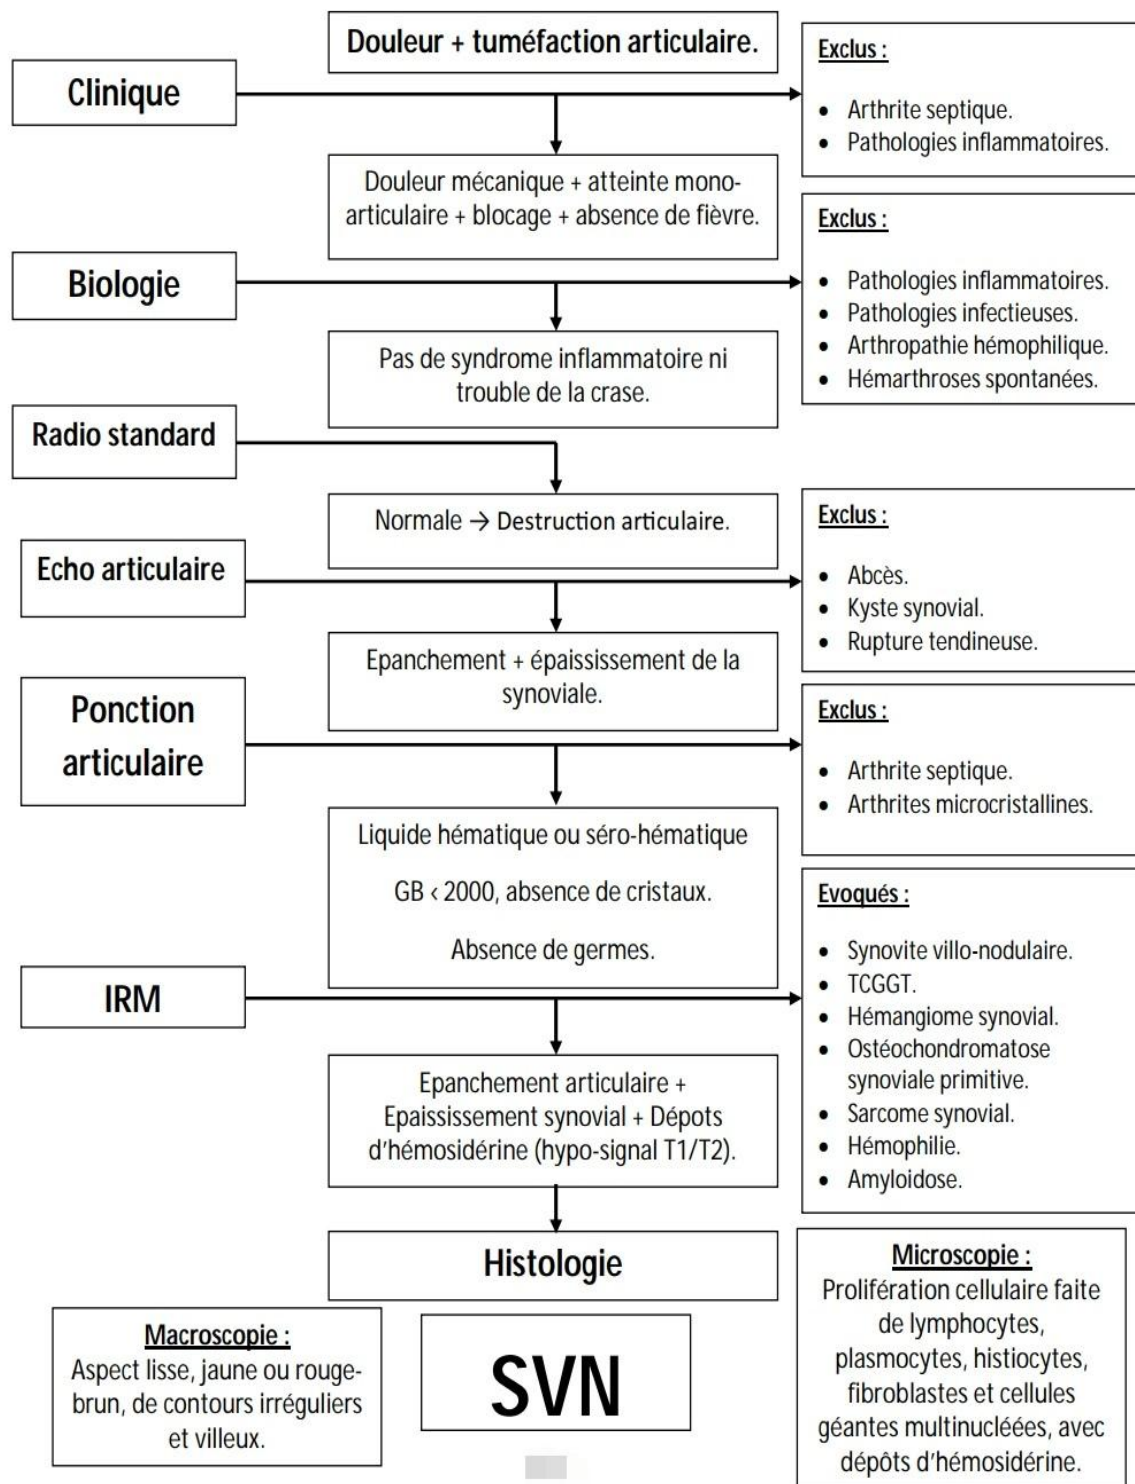 Douleur + tuméfaction articulaire.
Clinique
Exclus :
• Arthrite septique.
• Pathologies inflammatoires.
Douleur mécanique + atteinte mono-
articulaire + blocage + absence de fièvre.
Biologie
Exclus :
• Pathologies inflammatoires.
• Pathologies infectieuses.
• Arthropathie hémophilique.
• Hémarthroses spontanées.
Pas de syndrome inflammatoire ni
trouble de la crase.
Radio standard
Normale → Destruction articulaire.
Echo articulaire
Exclus :
• Abcès.
• Kyste synovial.
• Rupture tendineuse.
Epanchement + épaississement de la
synoviale.
Ponction
articulaire
Exclus :
• Arthrite septique.
• Arthrites microcristallines.
Liquide hématique ou séro-hématique
GB < 2000, absence de cristaux.
Absence de germes.
IRM
Evoqués :
• Synovite villo-nodulaire.
• TCGGT.
• Hémangiome synovial.
• Ostéochondromatose
synoviale primitive.
• Sarcome synovial.
• Hémophilie.
• Amyloidose.
Epanchement articulaire +
Epaississement synovial + Dépots
d'hémosidérine (hypo-signal T1/T2).
Histologie
Macroscopie :
Aspect lisse, jaune ou rouge-
brun, de contours irréguliers
et villeux.
SVN
Microscopie :
Prolifération cellulaire faite
de lymphocytes,
plasmocytes, histiocytes,
fibroblastes et cellules
géantes multinucléées, avec
dépôts d'hémosidérine.